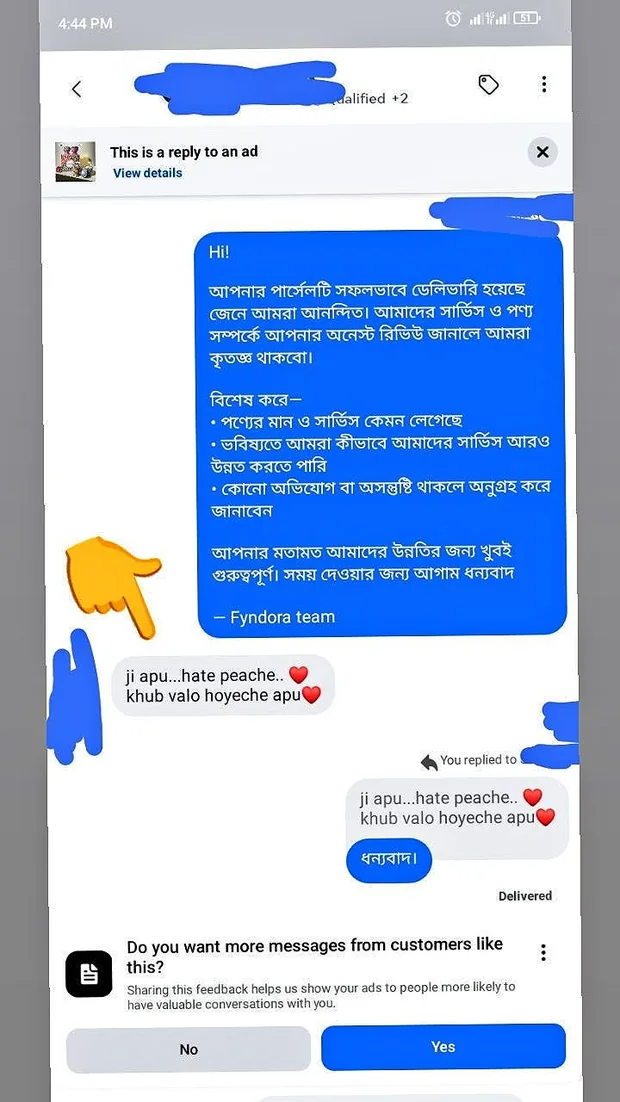 4:44 PM
4G
51
ualified +2
This is a reply to an ad
View details
Hi!
আপনার পার্সেলটি সফলভাবে ডেলিভারি হয়েছে
জেনে আমরা আনন্দিত। আমাদের সার্ভিস ও পণ্য
সম্পর্কে আপনার অনেস্ট রিভিউ জানালে আমরা
কৃতজ্ঞ থাকবো।
বিশেষ করে—
• পণ্যের মান ও সার্ভিস কেমন লেগেছে
• ভবিষ্যতে আমরা কীভাবে আমাদের সার্ভিস আরও
উন্নত করতে পারি
• কোনো অভিযোগ বা অসন্তুষ্টি থাকলে অনুগ্রহ করে
জানাবেন
আপনার মতামত আমাদের উন্নতির জন্য খুবই
গুরুত্বপূর্ণ। সময় দেওয়ার জন্য আগাম ধন্যবাদ
— Fyndora team
ji apu...hate peache.. ❤️
khub valo hoyeche apu❤️
You replied to
ji apu...hate peache.. ❤️
khub valo hoyeche apu❤️
ধন্যবাদ।
Delivered
Do you want more messages from customers like
this?
Sharing this feedback helps us show your ads to people more likely to
have valuable conversations with you.
No
Yes